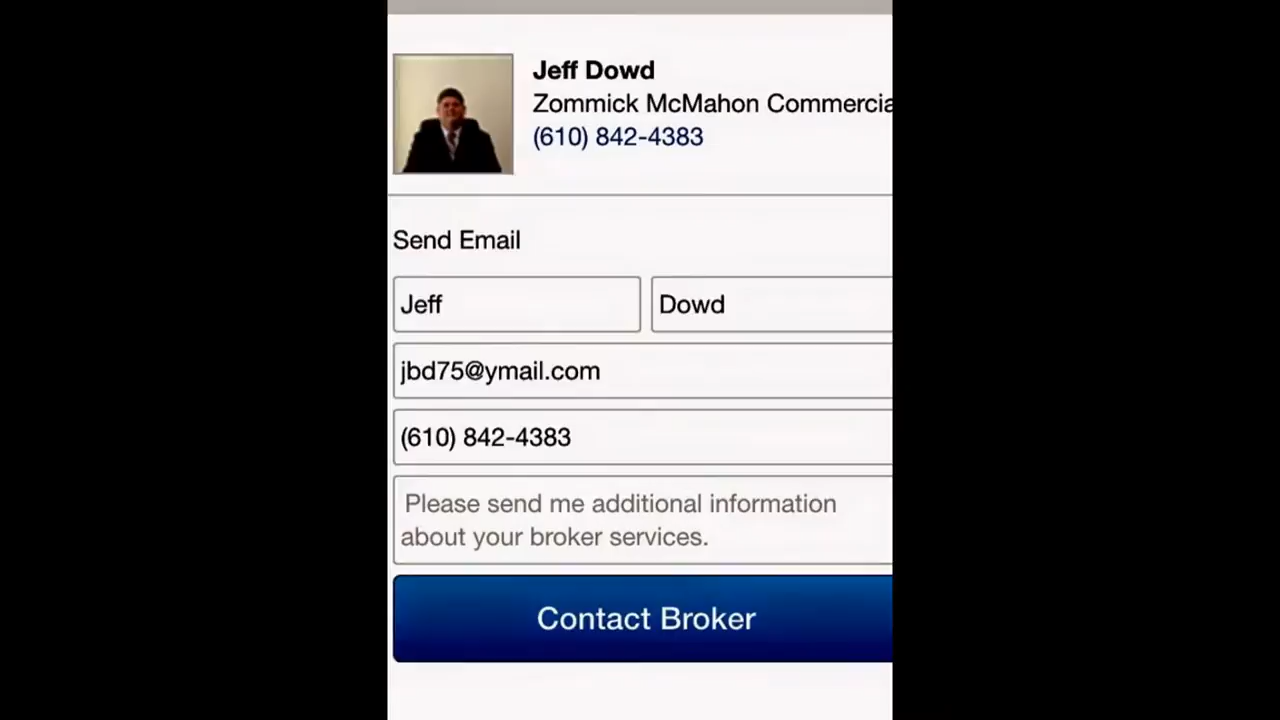 Jeff Dowd
Zommick McMahon Commercia
(610) 842-4383
Send Email
Jeff
Dowd
jbd75@ymail.com
(610) 842-4383
Please send me additional information
about your broker services.
Contact Broker